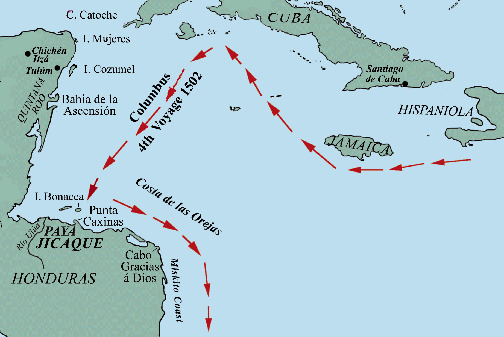 C. Catoche
CUBA
I. Mujeres
Chichén
Itzá
Tulúm
I. Cozumel
Santiago
de Cuba
QUINTANA
ROO
Bahía de la
Ascensión
Columbus
4th Voyage 1502
HISPANIOLA
JAMAICA
I. Bonacca
Costa de las Orejas
Punta
Caxinas
Río Ulúa
PAYA
JICAQUE
HONDURAS
Cabo
Gracias
á Dios
Miskito Coast